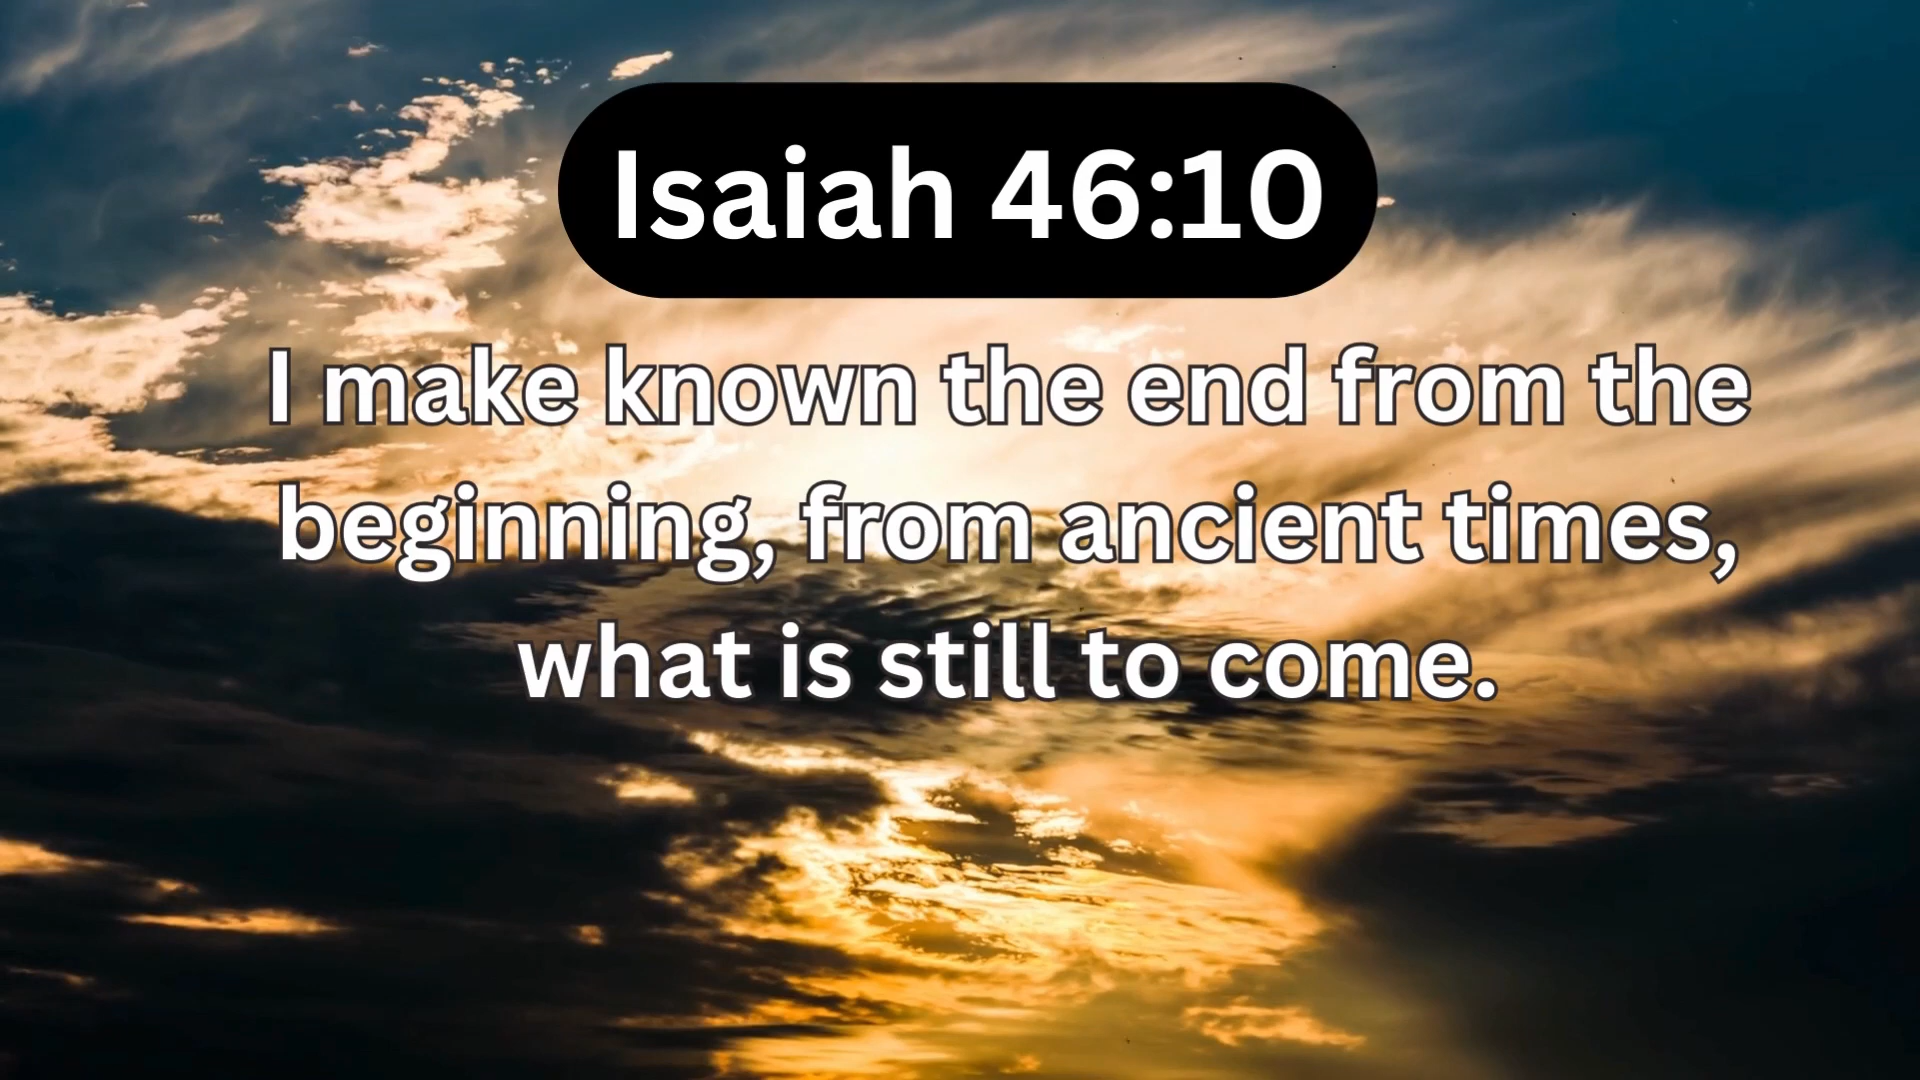 Isaiah 46:10
I make known the end from the
beginning, from ancient times,
what is still to come.